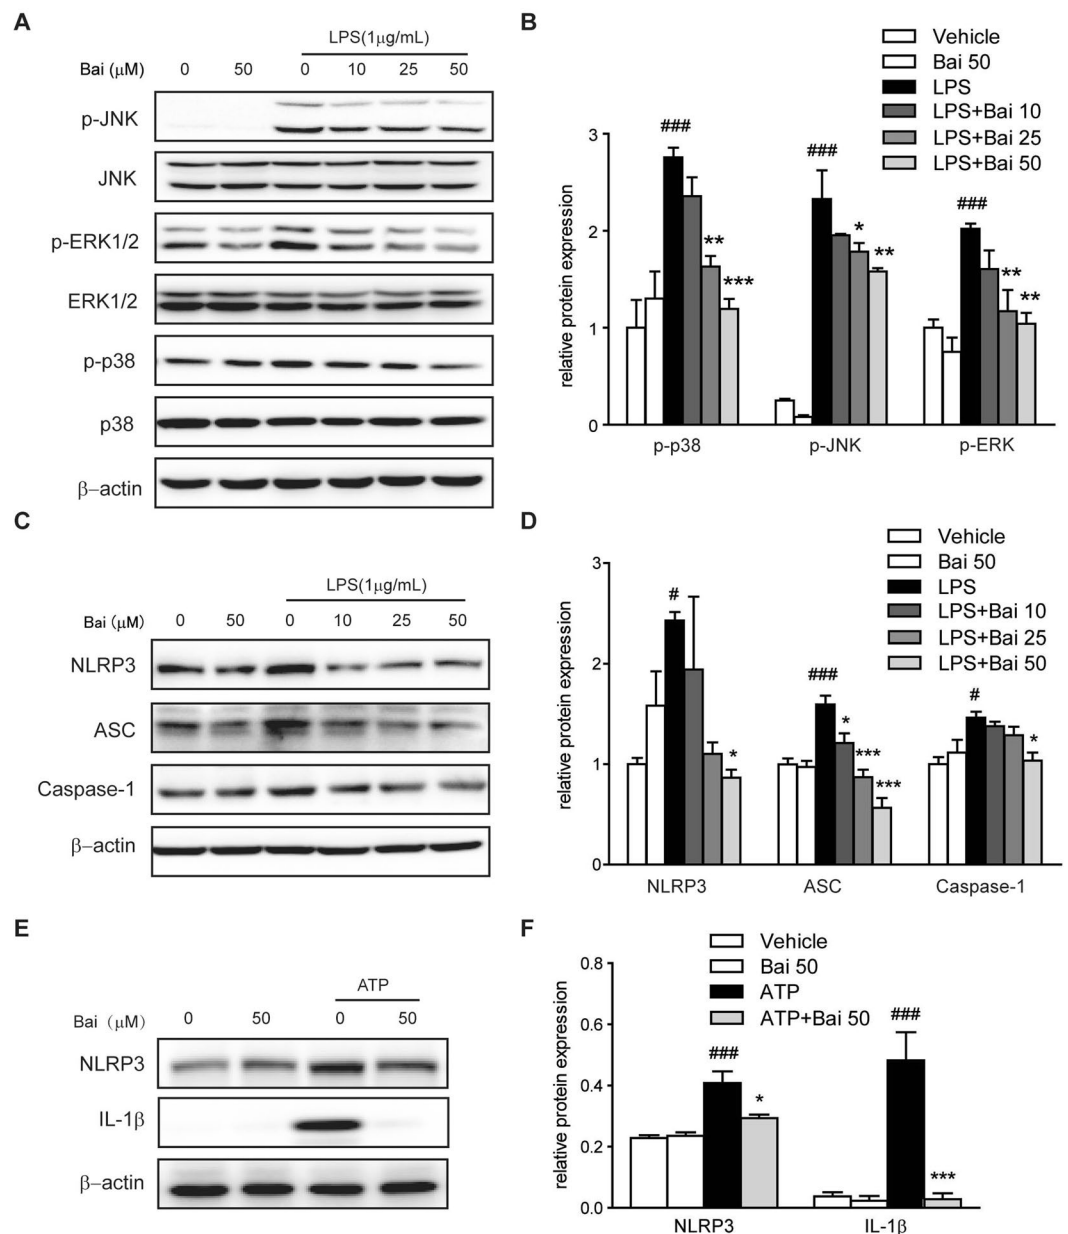 A
LPS(1μg/mL)
Bai (μM) 0 50 0 10 25 50
p-JNK
JNK
p-ERK1/2
ERK1/2
p-p38
p38
β–actin
B
Vehicle
Bai 50
LPS
LPS+Bai 10
LPS+Bai 25
LPS+Bai 50
relative protein expression
3
2
1
0
###
**
***
###
*
**
###
**
**
p-p38 p-JNK p-ERK
C
LPS(1μg/mL)
Bai (μM) 0 50 0 10 25 50
NLRP3
ASC
Caspase-1
β–actin
D
Vehicle
Bai 50
LPS
LPS+Bai 10
LPS+Bai 25
LPS+Bai 50
relative protein expression
3
2
1
0
#
*
###
*
***
***
#
*
NLRP3 ASC Caspase-1
E
ATP
Bai (μM) 0 50 0 50
NLRP3
IL-1β
β–actin
F
Vehicle
Bai 50
ATP
ATP+Bai 50
relative protein expression
0.8
0.6
0.4
0.2
0.0
###
*
###
***
NLRP3 IL-1β